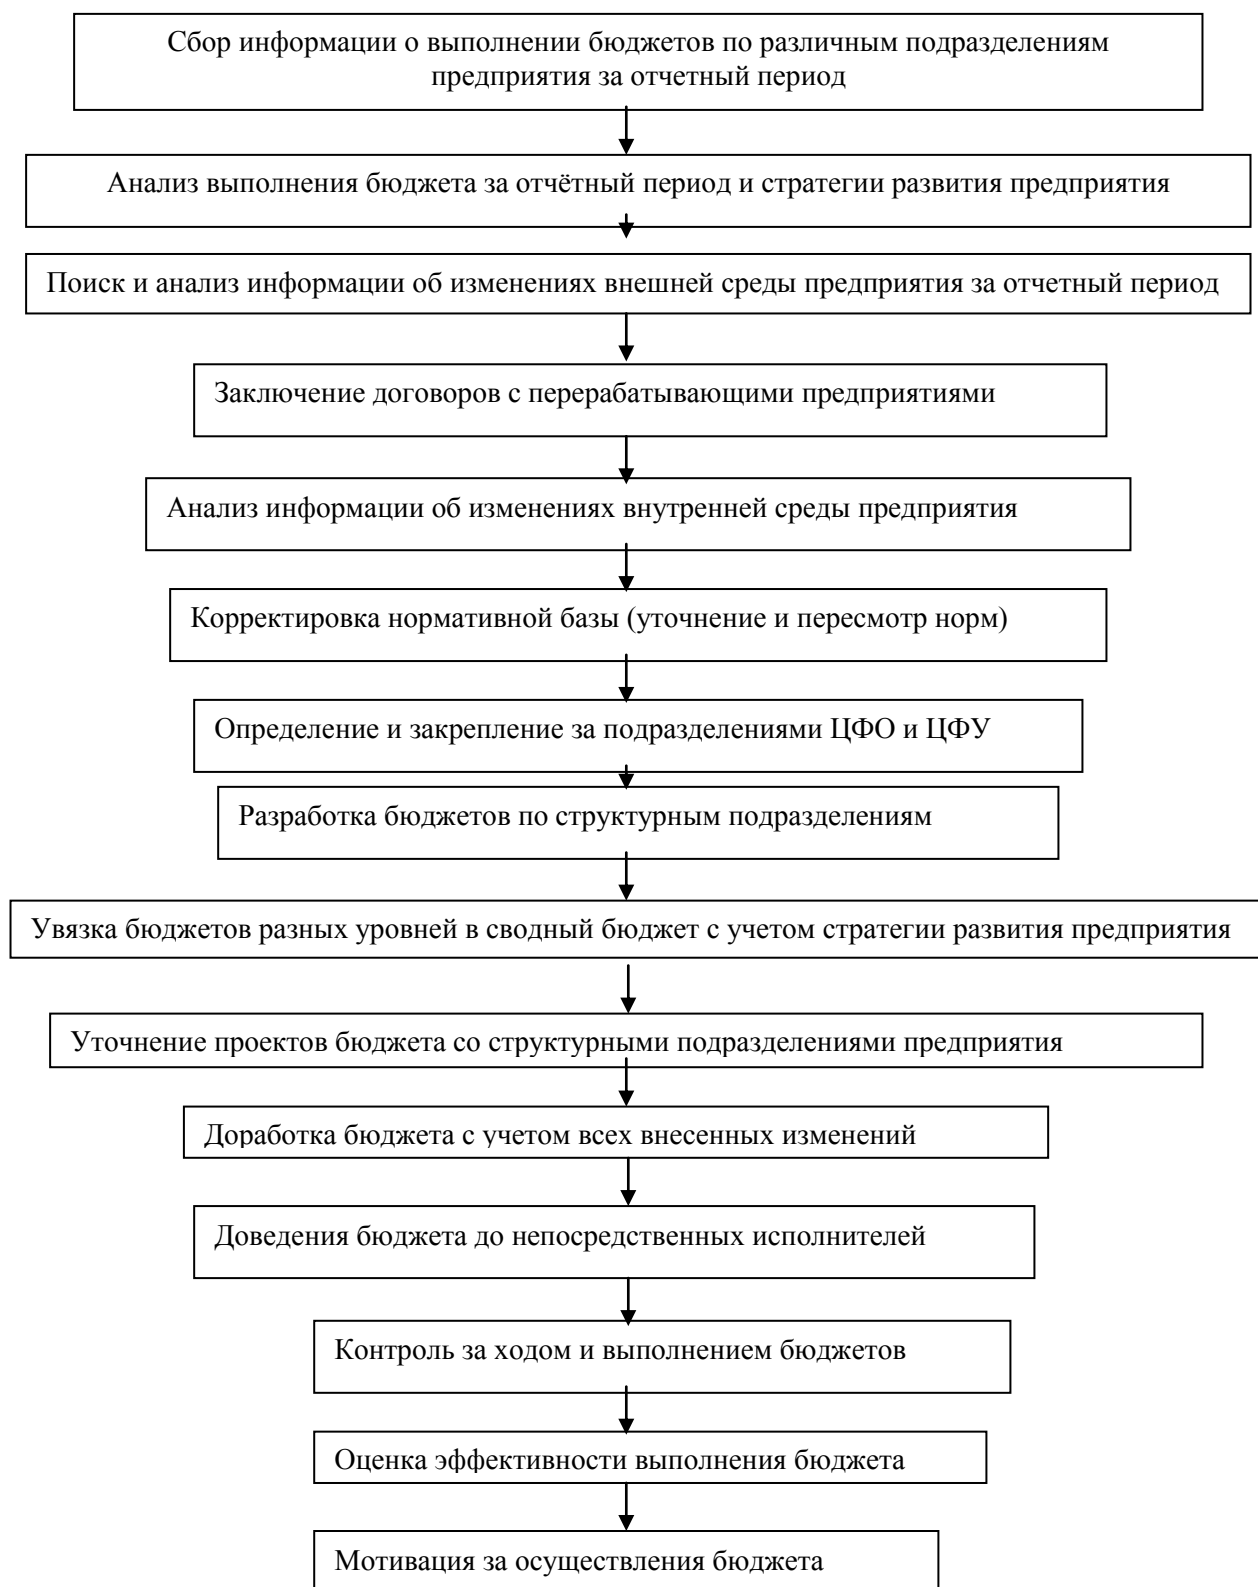 Сбор информации о выполнении бюджетов по различным подразделениям
предприятия за отчетный период
Анализ выполнения бюджета за отчётный период и стратегии развития предприятия
Поиск и анализ информации об изменениях внешней среды предприятия за отчетный период
Заключение договоров с перерабатывающими предприятиями
Анализ информации об изменениях внутренней среды предприятия
Корректировка нормативной базы (уточнение и пересмотр норм)
Определение и закрепление за подразделениями ЦФО и ЦФУ
Разработка бюджетов по структурным подразделениям
Увязка бюджетов разных уровней в сводный бюджет с учетом стратегии развития предприятия
Уточнение проектов бюджета со структурными подразделениями предприятия
Доработка бюджета с учетом всех внесенных изменений
Доведения бюджета до непосредственных исполнителей
Контроль за ходом и выполнением бюджетов
Оценка эффективности выполнения бюджета
Мотивация за осуществления бюджета